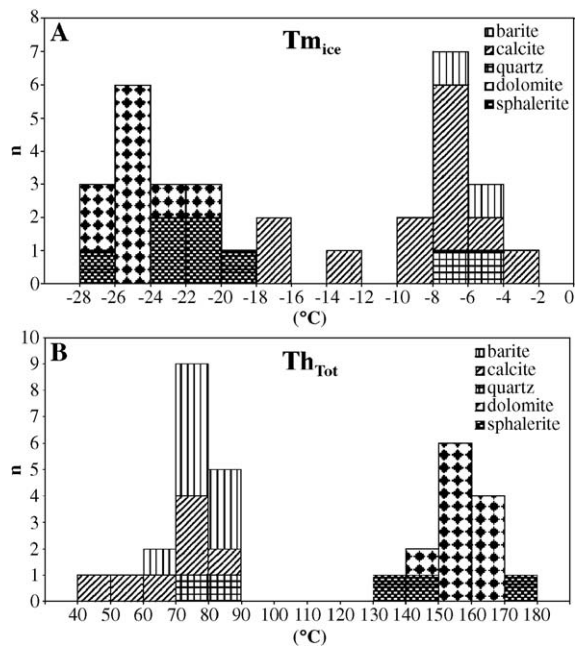 A
Tm_ice
barite
calcite
quartz
dolomite
sphalerite
8
7
6
5
4
3
2
1
0
n
-28 -26 -24 -22 -20 -18 -16 -14 -12 -10 -8 -6 -4 -2 0
(°C)
B
Th_Tot
barite
calcite
quartz
dolomite
sphalerite
10
9
8
7
6
5
4
3
2
1
0
n
40 50 60 70 80 90 100 110 120 130 140 150 160 170 180
(°C)